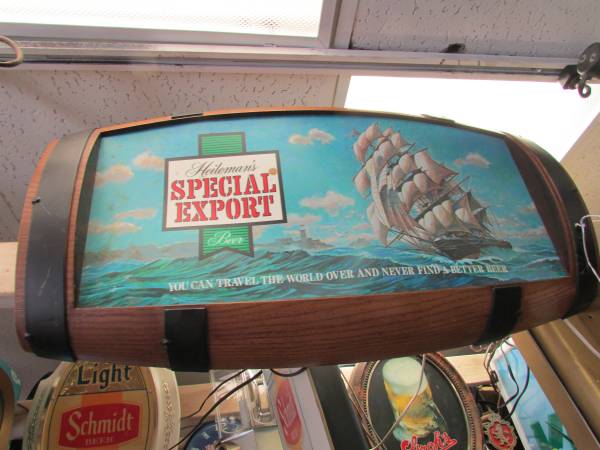 Heileman's
SPECIAL
EXPORT
Beer
YOU CAN TRAVEL THE WORLD OVER AND NEVER FIND A BETTER BEER
Light
Schmidt
BEER